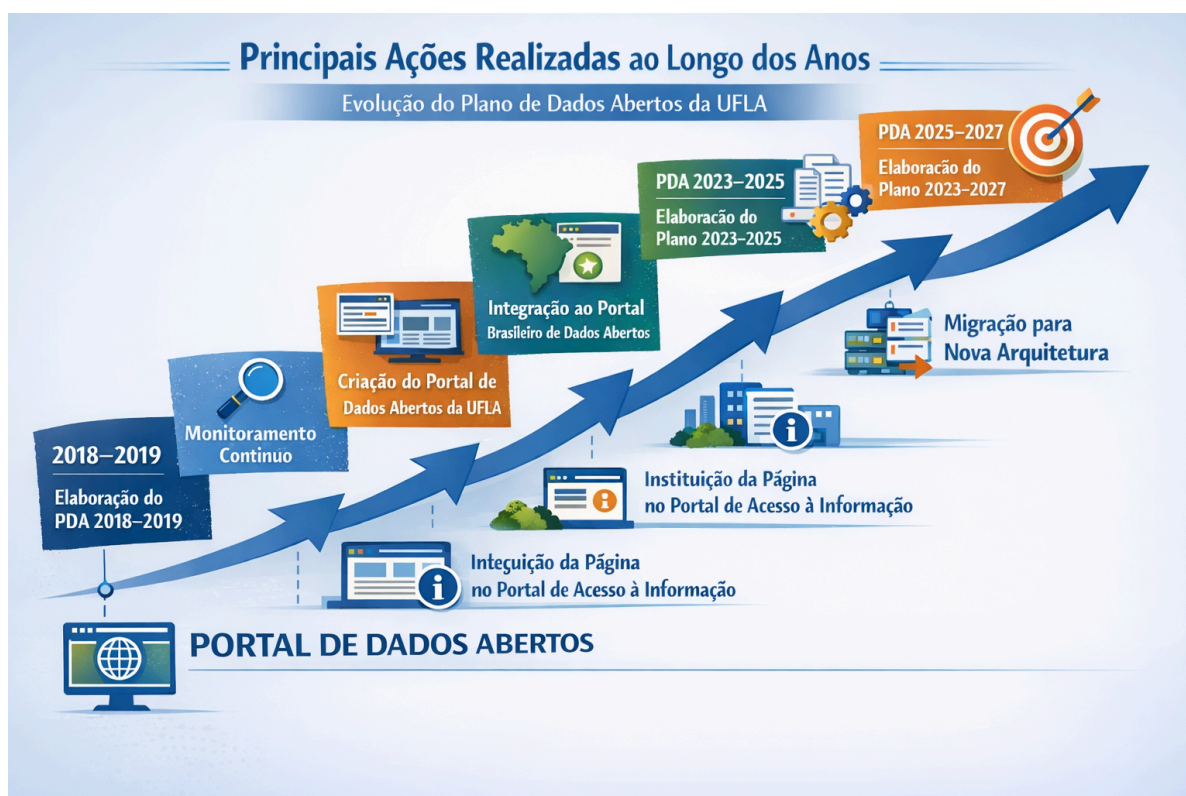 Principais Ações Realizadas ao Longo dos Anos
Evolução do Plano de Dados Abertos da UFLA
PDA 2025–2027
Elaboracão do
Plano 2023–2027
PDA 2023–2025
Elaboracão do
Plano 2023–2025
Integração ao Portal
Brasileiro de Dados Abertos
Criação do Portal de
Dados Abertos da UFLA
Monitoramento
Continuo
2018–2019
Elaboração do
PDA 2018–2019
Migração para
Nova Arquitetura
Instituição da Página
no Portal de Acesso à Informação
Inteçuição da Página
no Portal de Acesso à Informação
PORTAL DE DADOS ABERTOS